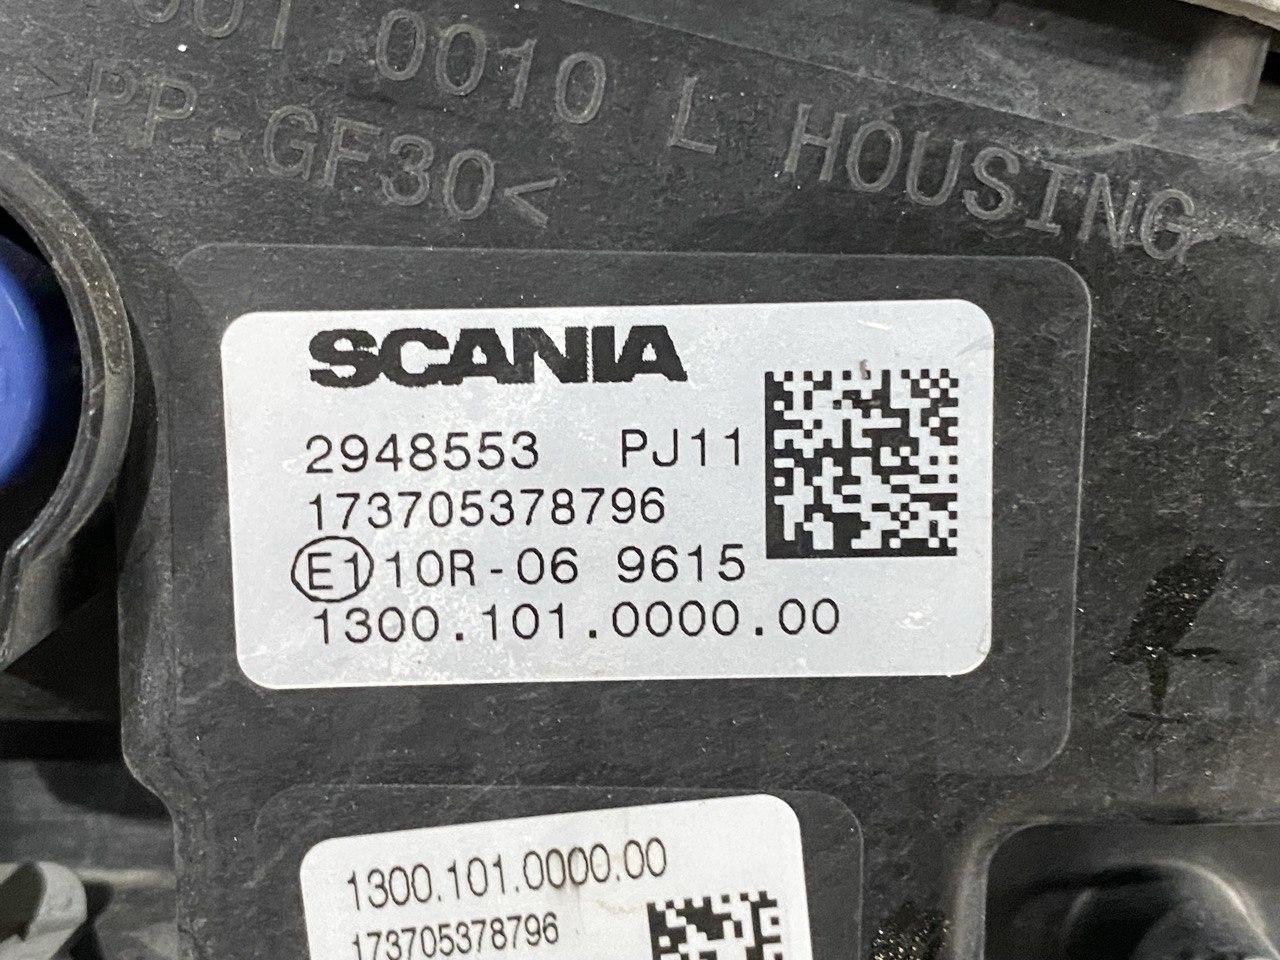 001.0010 L HOUSING
>PP-GF30<
SCANIA
2948553 PJ11
173705378796
E1 10R-06 9615
1300.101.0000.00
1300.101.0000.00
173705378796